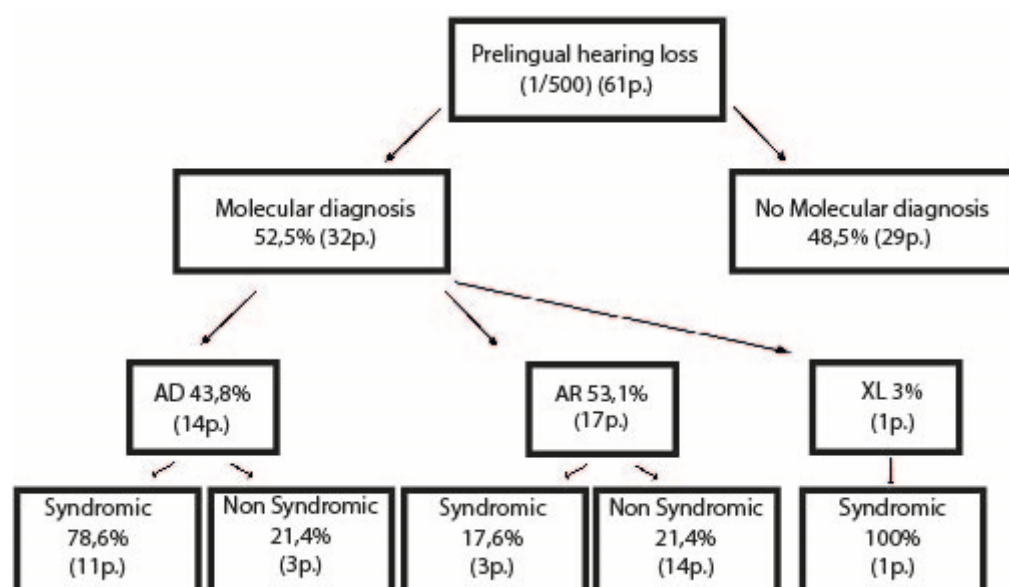 Prelingual hearing loss
(1/500) (61p.)
Molecular diagnosis
52,5% (32p.)
No Molecular diagnosis
48,5% (29p.)
AD 43,8%
(14p.)
AR 53,1%
(17p.)
XL 3%
(1p.)
Syndromic
78,6%
(11p.)
Non Syndromic
21,4%
(3p.)
Syndromic
17,6%
(3p.)
Non Syndromic
21,4%
(14p.)
Syndromic
100%
(1p.)